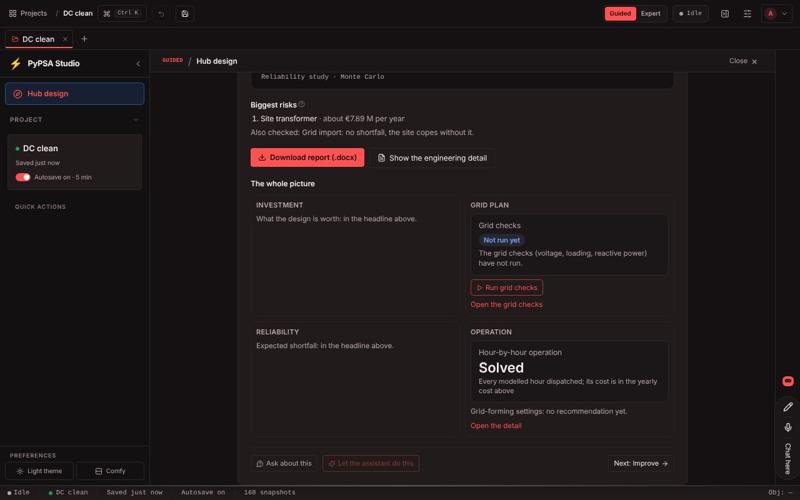 Projects / DC clean Ctrl K Guided Expert Idle A
DC clean
PyPSA Studio
GUIDED / Hub design Close
Hub design
PROJECT
DC clean
Saved just now
Autosave on · 5 min
QUICK ACTIONS
Reliability study · Monte Carlo
Biggest risks
1. Site transformer · about €7.89 M per year
Also checked: Grid import: no shortfall, the site copes without it.
Download report (.docx) Show the engineering detail
The whole picture
INVESTMENT
What the design is worth: in the headline above.
GRID PLAN
Grid checks
Not run yet
The grid checks (voltage, loading, reactive power)
have not run.
Run grid checks
Open the grid checks
RELIABILITY
Expected shortfall: in the headline above.
OPERATION
Hour-by-hour operation
Solved
Every modelled hour dispatched; its cost is in the yearly
cost above
Grid-forming settings: no recommendation yet.
Open the detail
Ask about this Let the assistant do this Next: Improve →
Chat here
PREFERENCES
Light theme Comfy
Idle DC clean Saved just now Autosave on 168 snapshots Obj: —